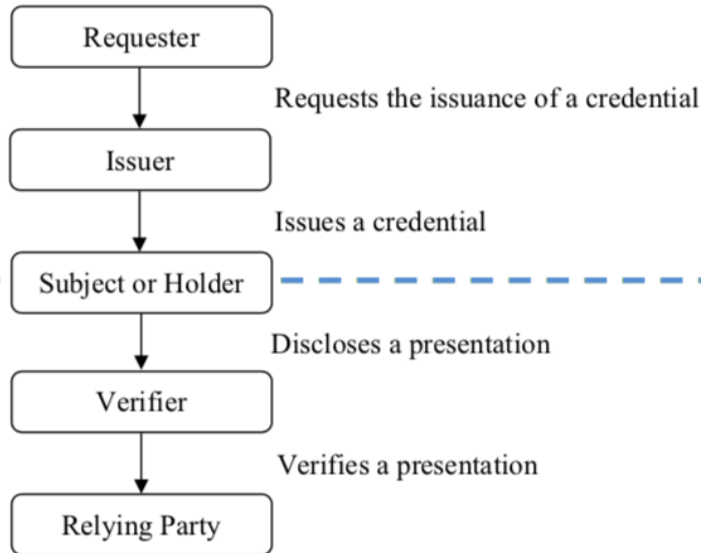 Requester
Requests the issuance of a credential
Issuer
Issues a credential
Subject or Holder
Discloses a presentation
Verifier
Verifies a presentation
Relying Party